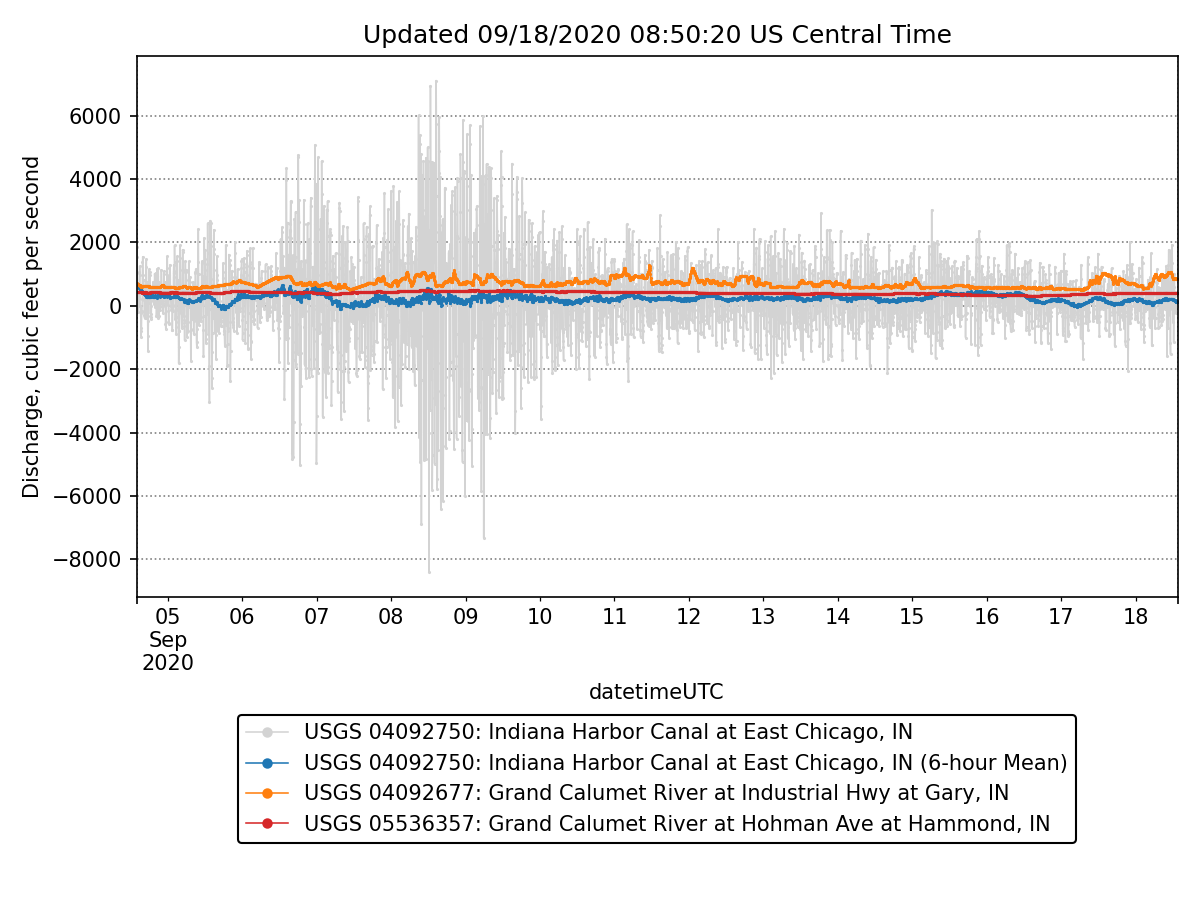 Updated 09/18/2020 08:50:20 US Central Time
Discharge, cubic feet per second
6000
4000
2000
0
−2000
−4000
−6000
−8000
05 06 07 08 09 10 11 12 13 14 15 16 17 18
Sep
2020
datetimeUTC
USGS 04092750: Indiana Harbor Canal at East Chicago, IN
USGS 04092750: Indiana Harbor Canal at East Chicago, IN (6-hour Mean)
USGS 04092677: Grand Calumet River at Industrial Hwy at Gary, IN
USGS 05536357: Grand Calumet River at Hohman Ave at Hammond, IN